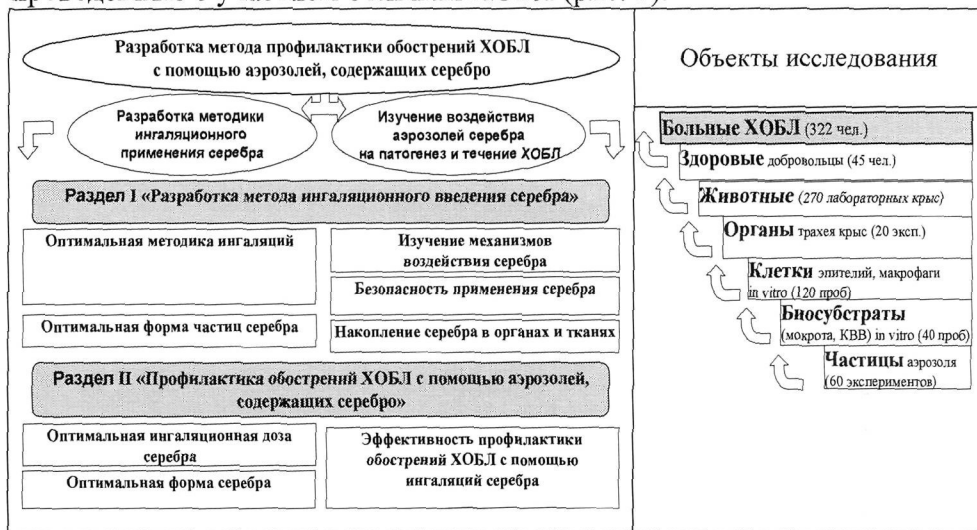 Разработка метода профилактики обострений ХОБЛ
с помощью аэрозолей, содержащих серебро
Разработка методики
ингаляционного
применения серебра
Изучение воздействия
аэрозолей серебра
на патогенез и течение ХОБЛ
Раздел I «Разработка метода ингаляционного введения серебра»
Оптимальная методика ингаляций
Изучение механизмов
воздействия серебра
Безопасность применения серебра
Оптимальная форма частиц серебра
Накопление серебра в органах и тканях
Раздел II «Профилактика обострений ХОБЛ с помощью аэрозолей,
содержащих серебро»
Оптимальная ингаляционная доза
серебра
Оптимальная форма серебра
Эффективность профилактики
обострений ХОБЛ с помощью
ингаляций серебра
Объекты исследования
Больные ХОБЛ (322 чел.)
Здоровые добровольцы (45 чел.)
Животные (270 лабораторных крыс)
Органы трахея крыс (20 эксп.)
Клетки эпителий, макрофаги
in vitro (120 проб)
Биосубстраты
(мокрота, КВВ) in vitro (40 проб)
Частицы аэрозоля
(60 экспериментов)